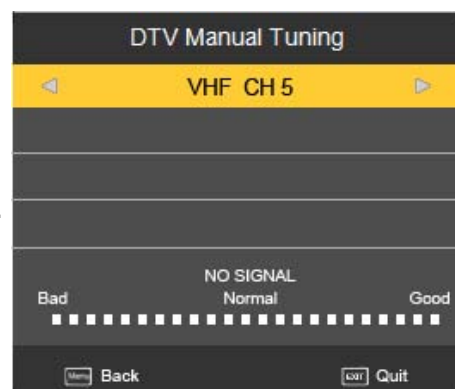 DTV Manual Tuning
VHF CH 5
NO SIGNAL
Bad Normal Good
Menu Back EXIT Quit